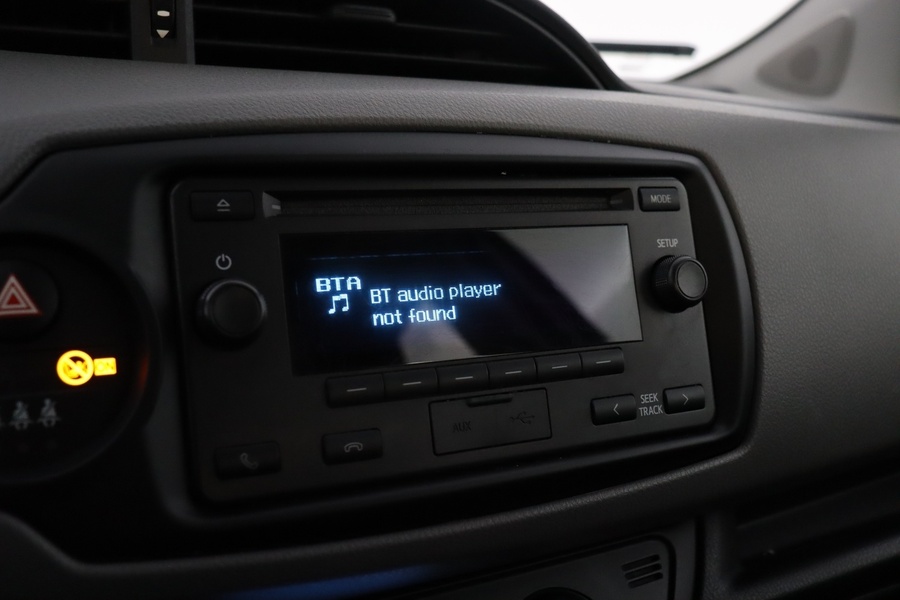 MODE
SETUP
BTA
BT audio player
not found
SEEK
TRACK
AUX